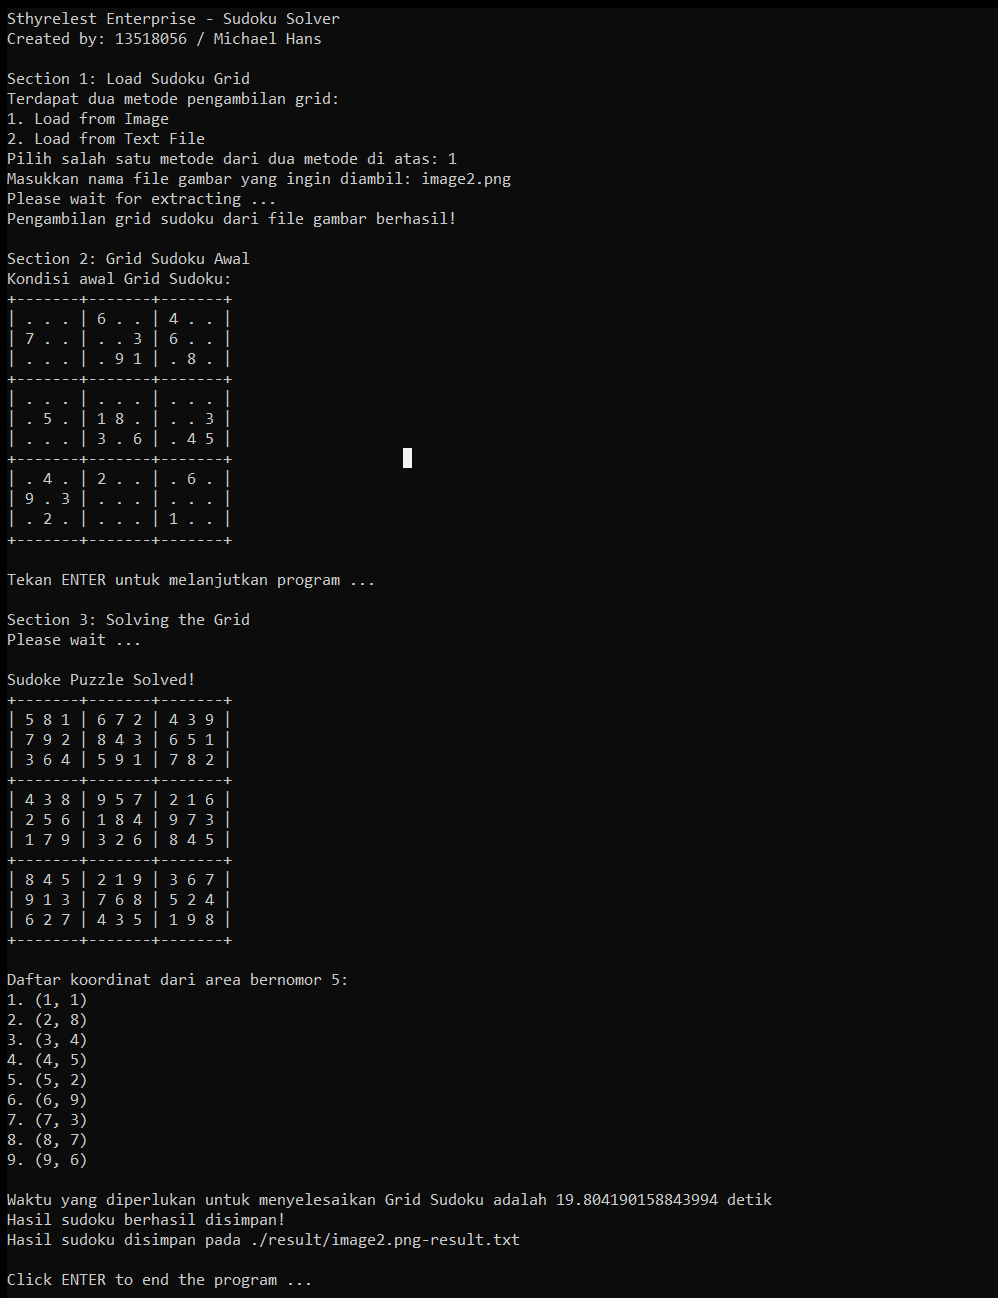 Sthyrelest Enterprise - Sudoku Solver
Created by: 13518056 / Michael Hans
Section 1: Load Sudoku Grid
Terdapat dua metode pengambilan grid:
1. Load from Image
2. Load from Text File
Pilih salah satu metode dari dua metode di atas: 1
Masukkan nama file gambar yang ingin diambil: image2.png
Please wait for extracting ...
Pengambilan grid sudoku dari file gambar berhasil!
Section 2: Grid Sudoku Awal
Kondisi awal Grid Sudoku:
+-------+-------+-------+
| . . . | 6 . . | 4 . . |
| 7 . . | . . 3 | 6 . . |
| . . . | . 9 1 | . 8 . |
+-------+-------+-------+
| . . . | . . . | . . . |
| . 5 . | 1 8 . | . . 3 |
| . . . | 3 . 6 | . 4 5 |
+-------+-------+-------+
| . 4 . | 2 . . | . 6 . |
| 9 . 3 | . . . | . . . |
| . 2 . | . . . | 1 . . |
+-------+-------+-------+
Tekan ENTER untuk melanjutkan program ...
Section 3: Solving the Grid
Please wait ...
Sudoke Puzzle Solved!
+-------+-------+-------+
| 5 8 1 | 6 7 2 | 4 3 9 |
| 7 9 2 | 8 4 3 | 6 5 1 |
| 3 6 4 | 5 9 1 | 7 8 2 |
+-------+-------+-------+
| 4 3 8 | 9 5 7 | 2 1 6 |
| 2 5 6 | 1 8 4 | 9 7 3 |
| 1 7 9 | 3 2 6 | 8 4 5 |
+-------+-------+-------+
| 8 4 5 | 2 1 9 | 3 6 7 |
| 9 1 3 | 7 6 8 | 5 2 4 |
| 6 2 7 | 4 3 5 | 1 9 8 |
+-------+-------+-------+
Daftar koordinat dari area bernomor 5:
1. (1, 1)
2. (2, 8)
3. (3, 4)
4. (4, 5)
5. (5, 2)
6. (6, 9)
7. (7, 3)
8. (8, 7)
9. (9, 6)
Waktu yang diperlukan untuk menyelesaikan Grid Sudoku adalah 19.804190158843994 detik
Hasil sudoku berhasil disimpan!
Hasil sudoku disimpan pada ./result/image2.png-result.txt
Click ENTER to end the program ...